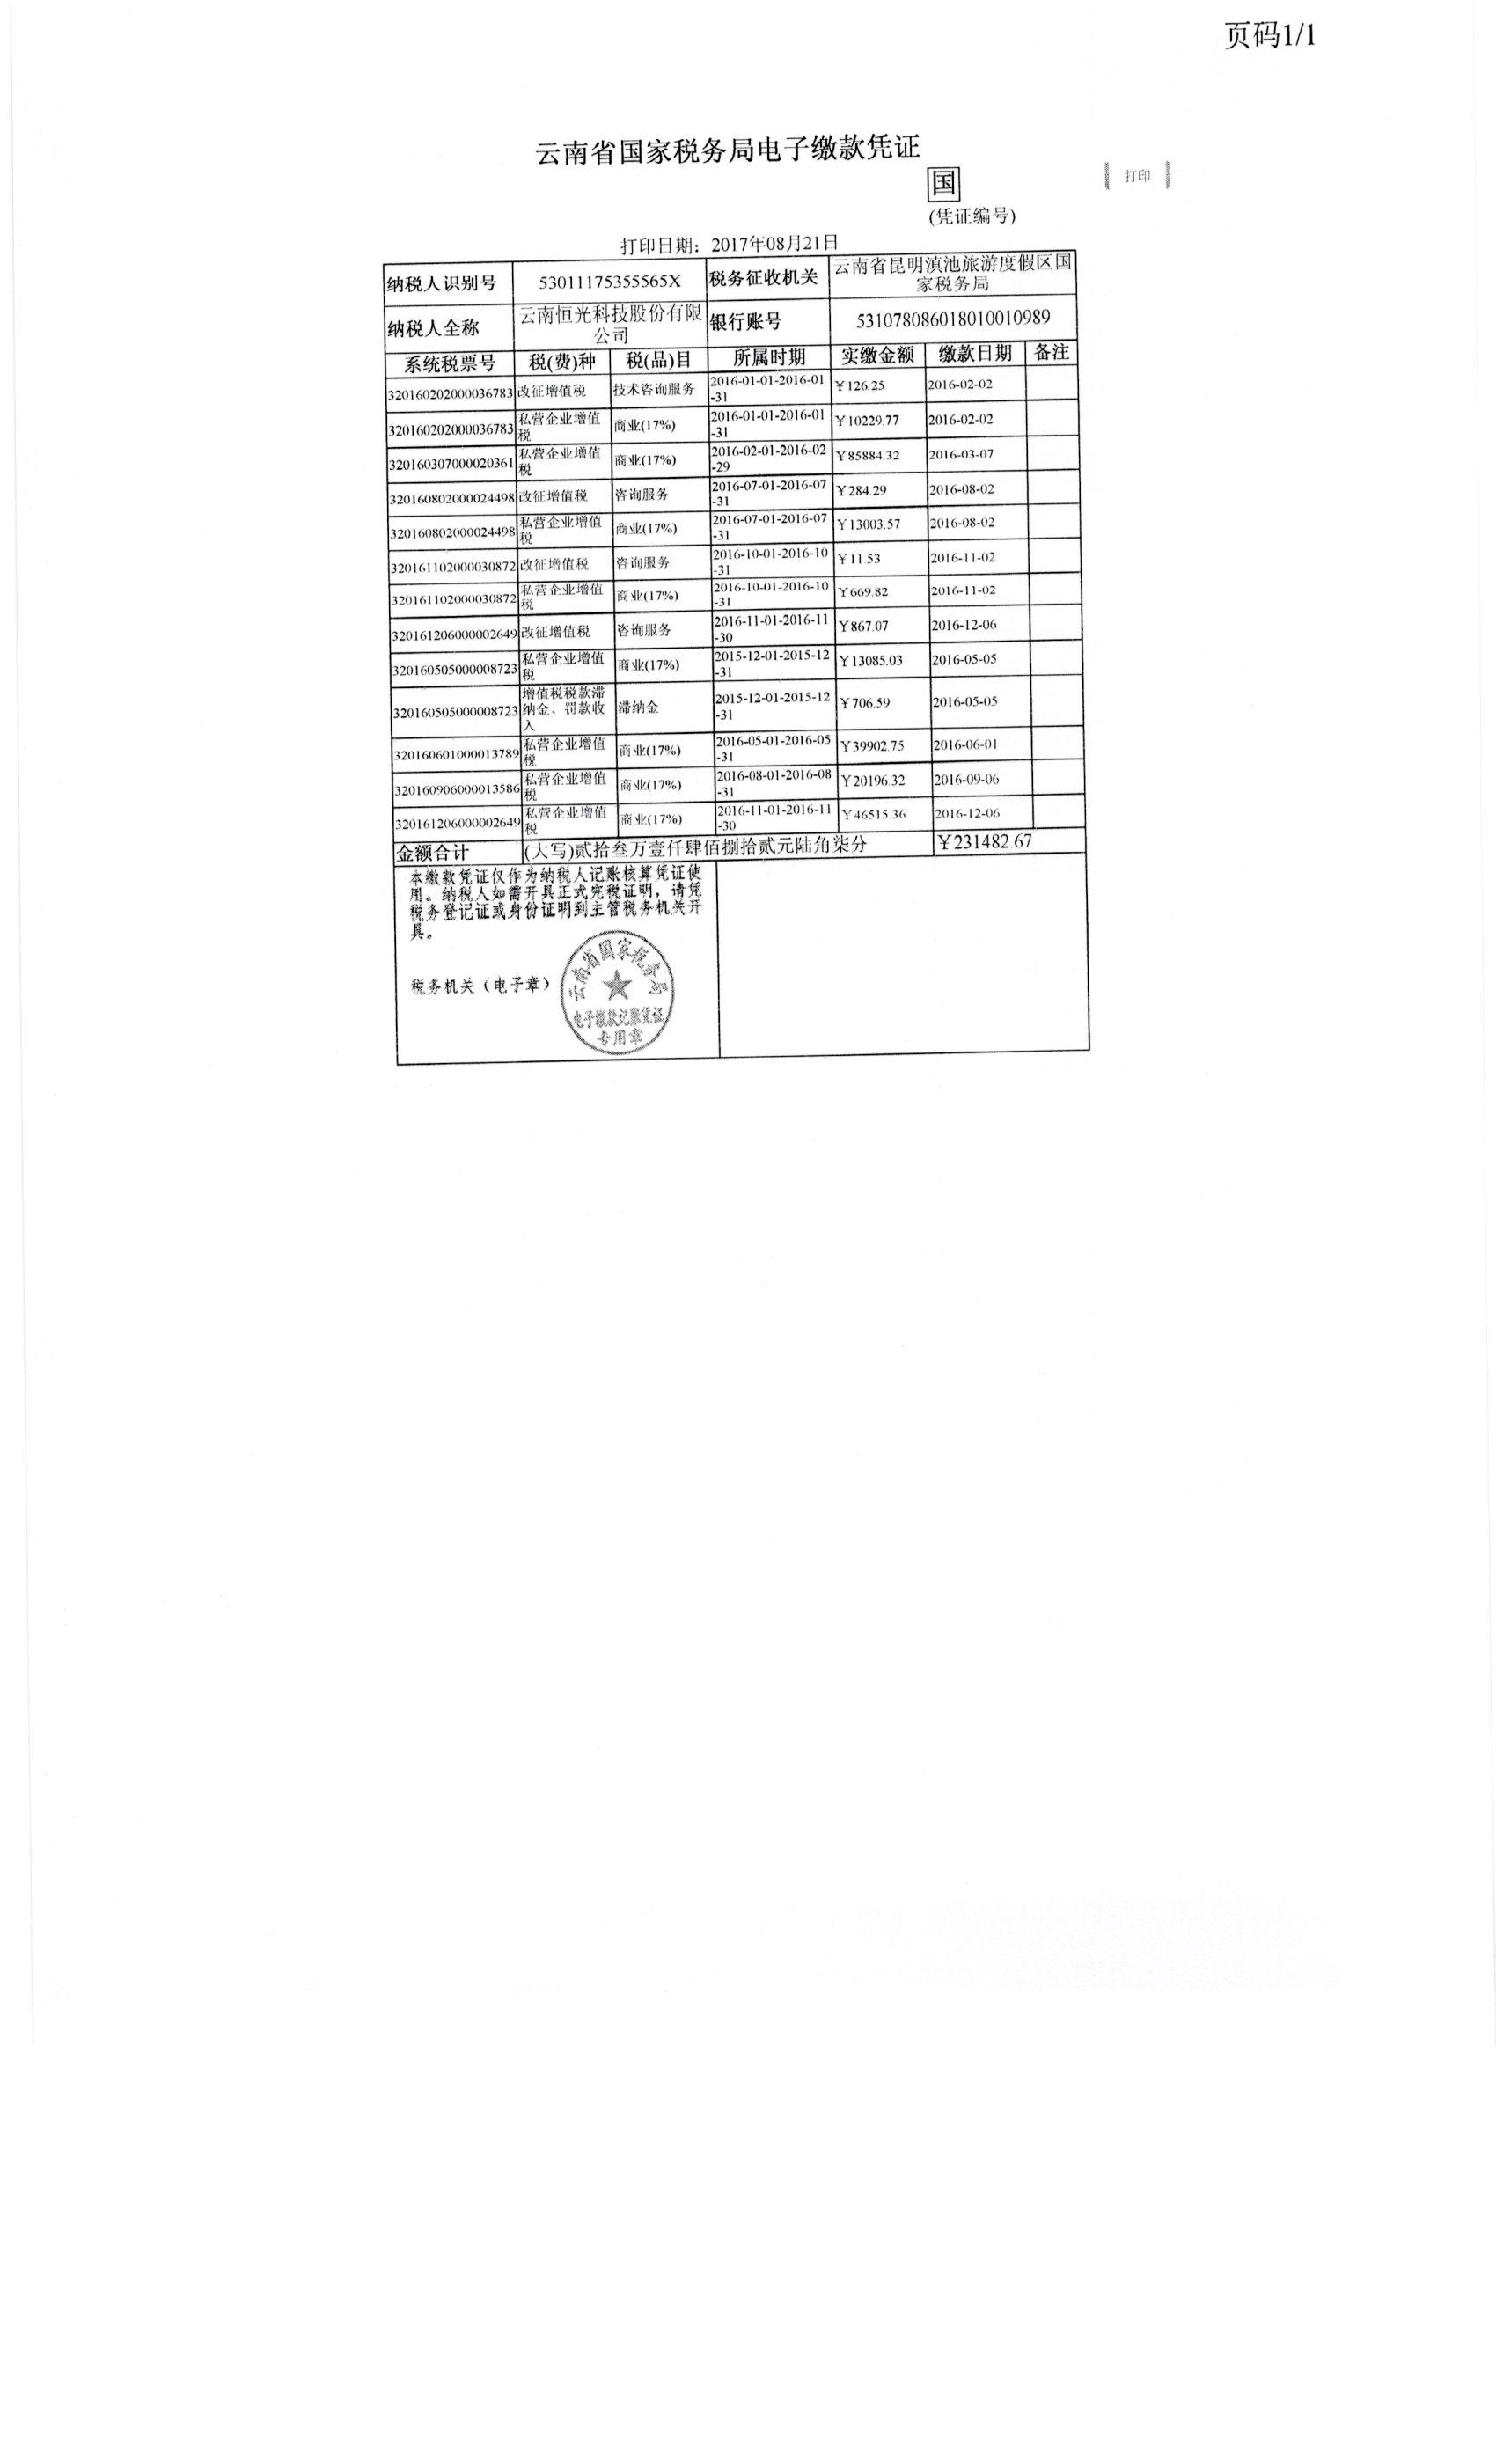 页码1/1
云南省国家税务局电子缴款凭证
国
打印
(凭证编号)
打印日期：2017年08月21日
纳税人识别号 53011175355565X 税务征收机关 云南省昆明滇池旅游度假区国
家税务局
纳税人全称 云南恒光科技股份有限 银行账号 531078086018010010989
公司
系统税票号 税(费)种 税(品)目 所属时期 实缴金额 缴款日期 备注
320160202000036783 改征增值税 技术咨询服务 2016-01-01-2016-01 ￥126.25 2016-02-02
-31
320160202000036783 私营企业增值 商业(17%) 2016-01-01-2016-01 ￥10229.77 2016-02-02
税 -31
320160307000020361 私营企业增值 商业(17%) 2016-02-01-2016-02 ￥85884.32 2016-03-07
税 -29
320160802000024498 改征增值税 咨询服务 2016-07-01-2016-07 ￥284.29 2016-08-02
-31
320160802000024498 私营企业增值 商业(17%) 2016-07-01-2016-07 ￥13003.57 2016-08-02
税 -31
320161102000030872 改征增值税 咨询服务 2016-10-01-2016-10 ￥11.53 2016-11-02
-31
320161102000030872 私营企业增值 商业(17%) 2016-10-01-2016-10 ￥669.82 2016-11-02
税 -31
320161206000002649 改征增值税 咨询服务 2016-11-01-2016-11 ￥867.07 2016-12-06
-30
320160505000008723 私营企业增值 商业(17%) 2015-12-01-2015-12 ￥13085.03 2016-05-05
税 -31
增值税税款滞
320160505000008723 纳金、罚款收 滞纳金 2015-12-01-2015-12 ￥706.59 2016-05-05
入 -31
320160601000013789 私营企业增值 商业(17%) 2016-05-01-2016-05 ￥39902.75 2016-06-01
税 -31
320160906000013586 私营企业增值 商业(17%) 2016-08-01-2016-08 ￥20196.32 2016-09-06
税 -31
320161206000002649 私营企业增值 商业(17%) 2016-11-01-2016-11 ￥46515.36 2016-12-06
税 -30
金额合计 (大写)贰拾叁万壹仟肆佰捌拾贰元陆角柒分 ￥231482.67
本缴款凭证仅作为纳税人记账核算凭证使
用。纳税人如需开具正式完税证明，请凭
税务登记证或身份证明到主管税务机关开
具。
税务机关（电子章）
云南省国家税务局
电子缴款记账凭证
专用章